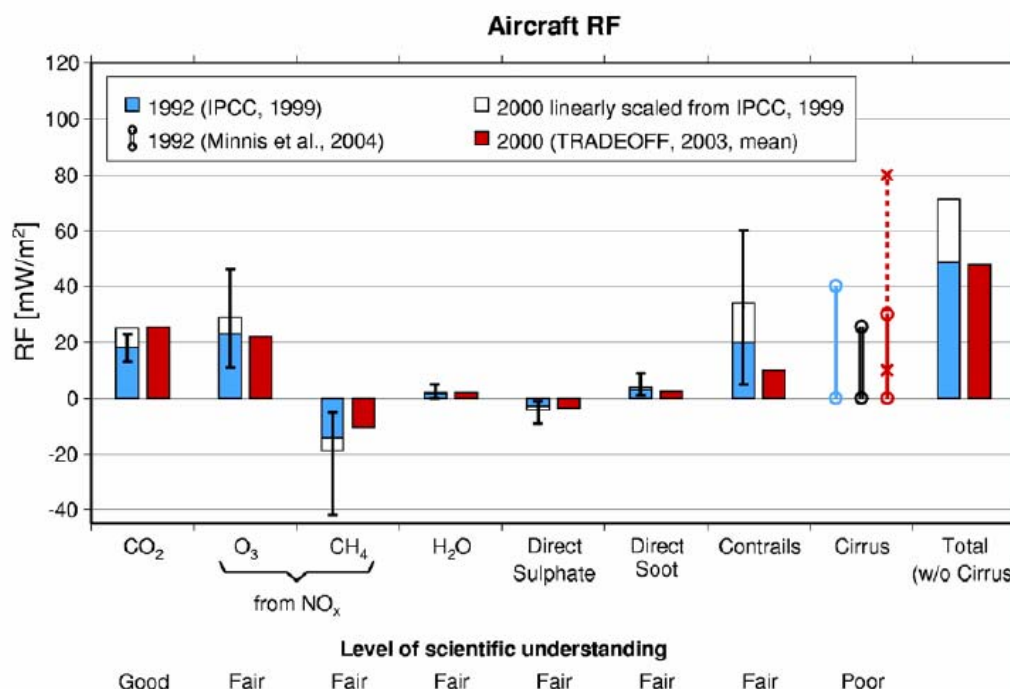 Aircraft RF
120
100
80
60
40
20
0
-20
-40
RF [mW/m²]
1992 (IPCC, 1999)
2000 linearly scaled from IPCC, 1999
1992 (Minnis et al., 2004)
2000 (TRADEOFF, 2003, mean)
CO₂ O₃ CH₄ H₂O Direct Direct Contrails Cirrus Total
Sulphate Soot (w/o Cirrus
from NOₓ
Level of scientific understanding
Good Fair Fair Fair Fair Fair Fair Poor